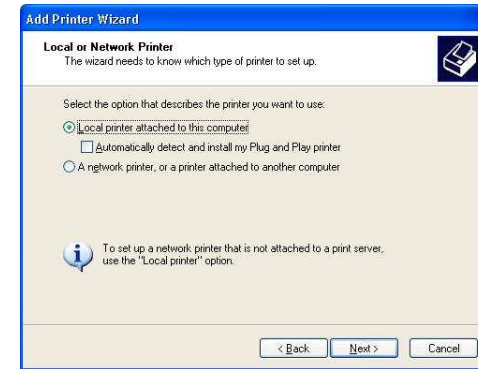 Add Printer Wizard
Local or Network Printer
The wizard needs to know which type of printer to set up.
Select the option that describes the printer you want to use:
Local printer attached to this computer
Automatically detect and install my Plug and Play printer
A network printer, or a printer attached to another computer
To set up a network printer that is not attached to a print server,
use the "Local printer" option.
< Back Next > Cancel